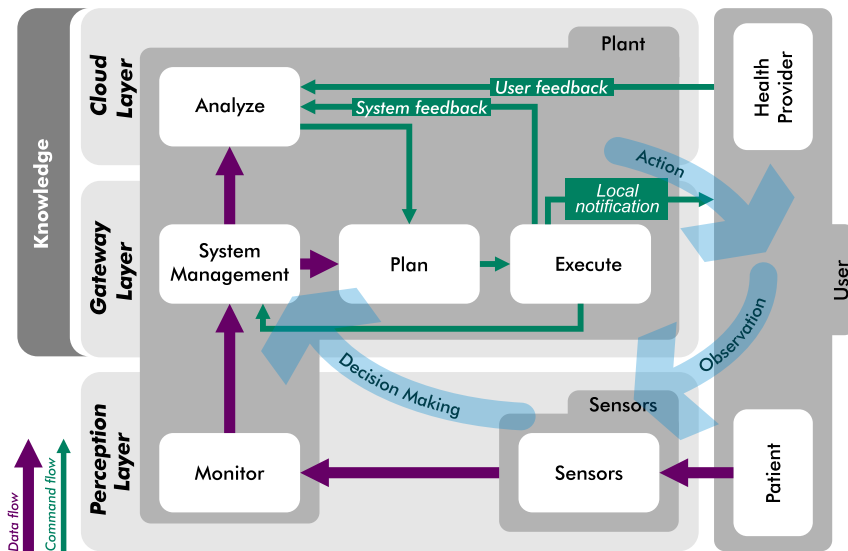 Knowledge
Cloud
Layer
Gateway
Layer
Perception
Layer
Plant
Analyze
User feedback
System feedback
Health
Provider
Action
Local
notification
System
Management
Plan
Execute
User
Observation
Decision Making
Sensors
Monitor
Sensors
Patient
Data flow
Command flow